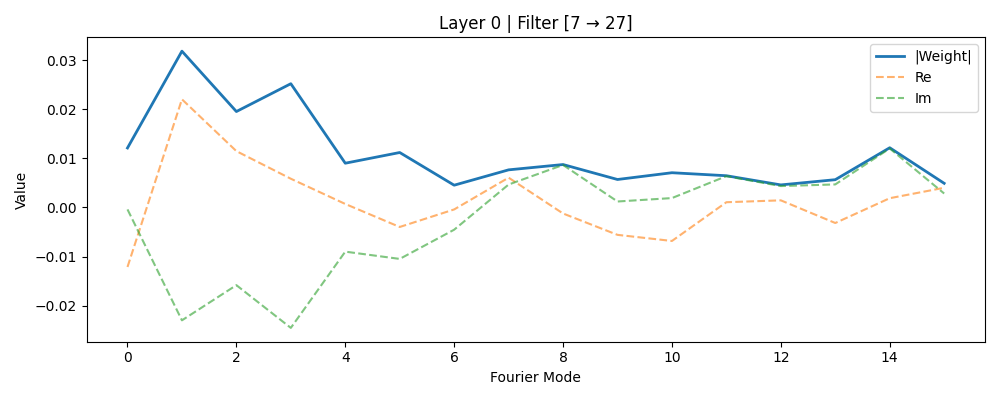 Layer 0 | Filter [7 → 27]
|Weight|
Re
Im
Value
0.03
0.02
0.01
0.00
−0.01
−0.02
0 2 4 6 8 10 12 14
Fourier Mode